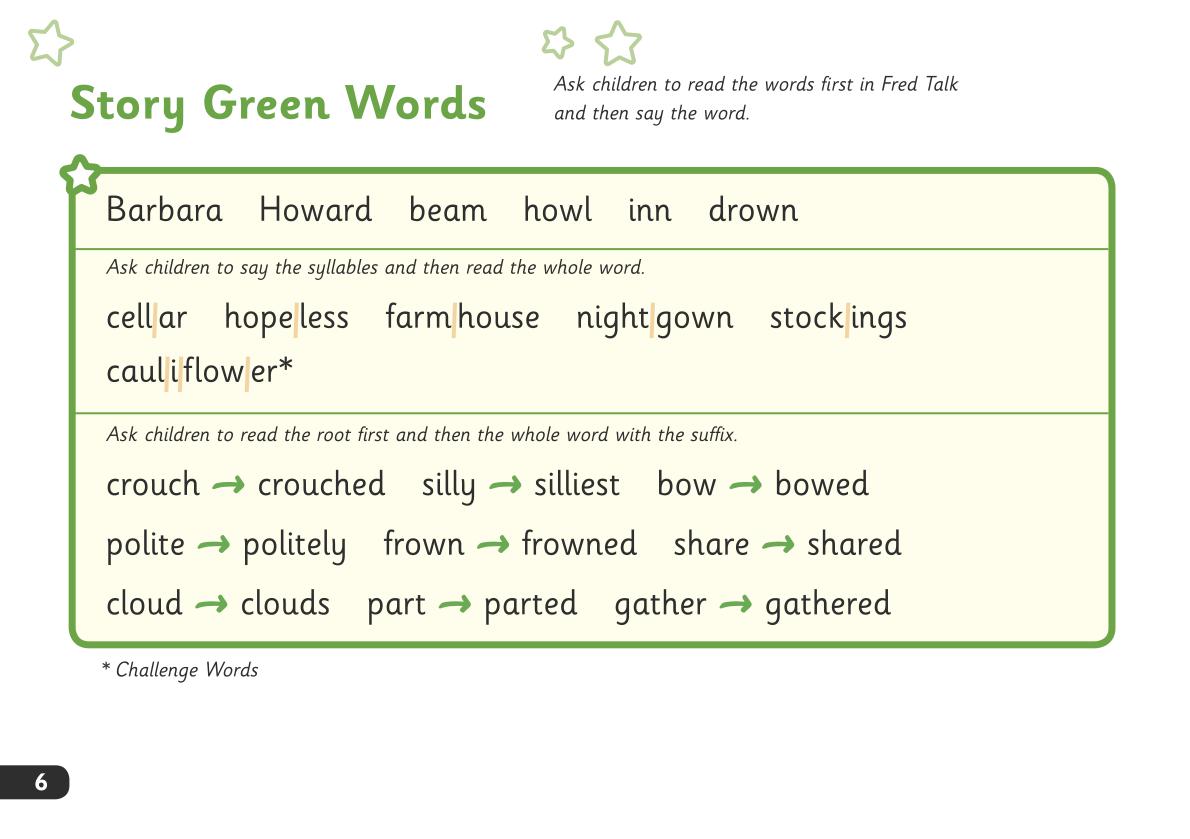 Story Green Words
Ask children to read the words first in Fred Talk
and then say the word.
Barbara Howard beam howl inn drown
Ask children to say the syllables and then read the whole word.
cell|ar hope|less farm|house night|gown stock|ings
caul|i|flow|er*
Ask children to read the root first and then the whole word with the suffix.
crouch → crouched silly → silliest bow → bowed
polite → politely frown → frowned share → shared
cloud → clouds part → parted gather → gathered
* Challenge Words
6